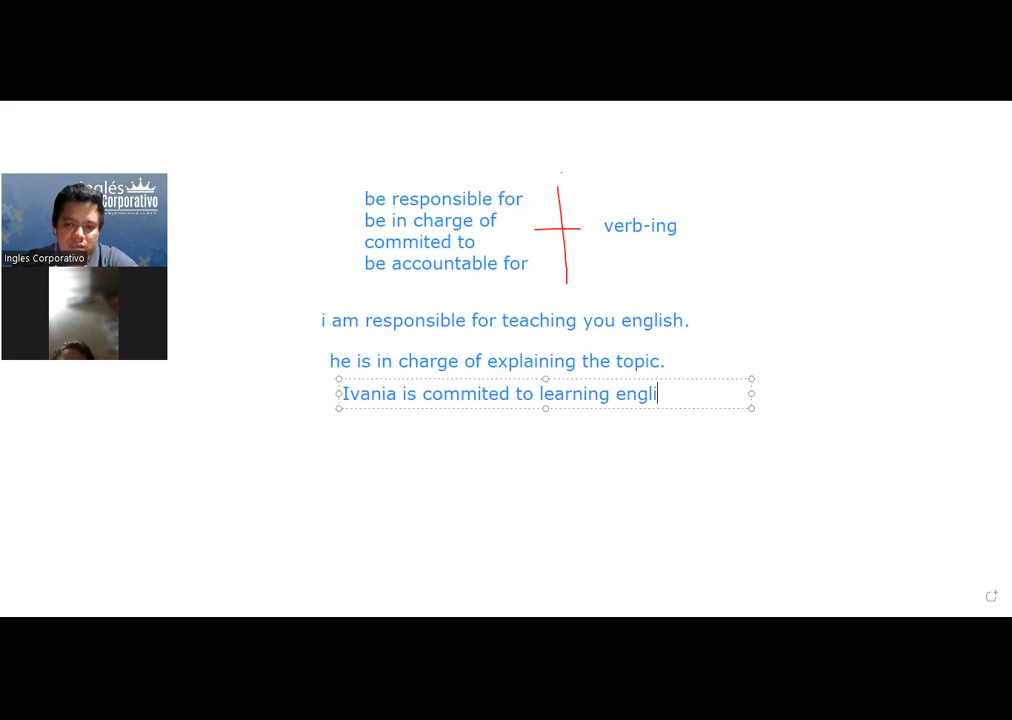 Inglés
Corporativo
Ingles Corporativo
be responsible for
be in charge of
commited to
be accountable for
verb-ing
i am responsible for teaching you english.
he is in charge of explaining the topic.
Ivania is commited to learning engli